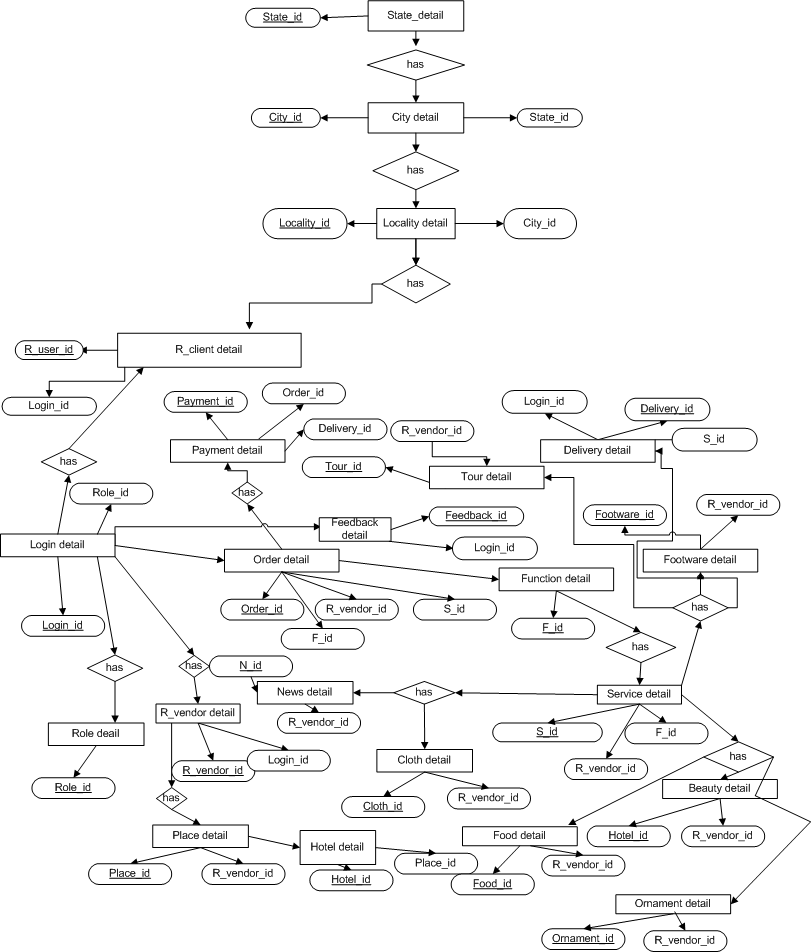 State_id
State_detail
has
City_id
City detail
State_id
has
Locality_id
Locality detail
City_id
has
R_user_id
R_client detail
Login_id
Payment_id
Order_id
Delivery_id
Payment detail
R_vendor_id
Tour_id
Tour detail
Login_id
Delivery_id
S_id
Delivery detail
has
Role_id
has
Login detail
Feedback
detail
Feedback_id
Login_id
Footware_id
R_vendor_id
Footware detail
Order detail
Function detail
Login_id
Order_id
R_vendor_id
S_id
F_id
F_id
has
has
has
has
N_id
News detail
R_vendor_id
has
Service detail
Role deail
R_vendor detail
S_id
F_id
R_vendor_id
Role_id
R_vendor_id
Login_id
Cloth detail
Cloth_id
R_vendor_id
has
Beauty detail
Hotel_id
R_vendor_id
has
Place detail
Hotel detail
Food detail
Place_id
R_vendor_id
Hotel_id
Place_id
Food_id
R_vendor_id
Ornament detail
Ornament_id
R_vendor_id